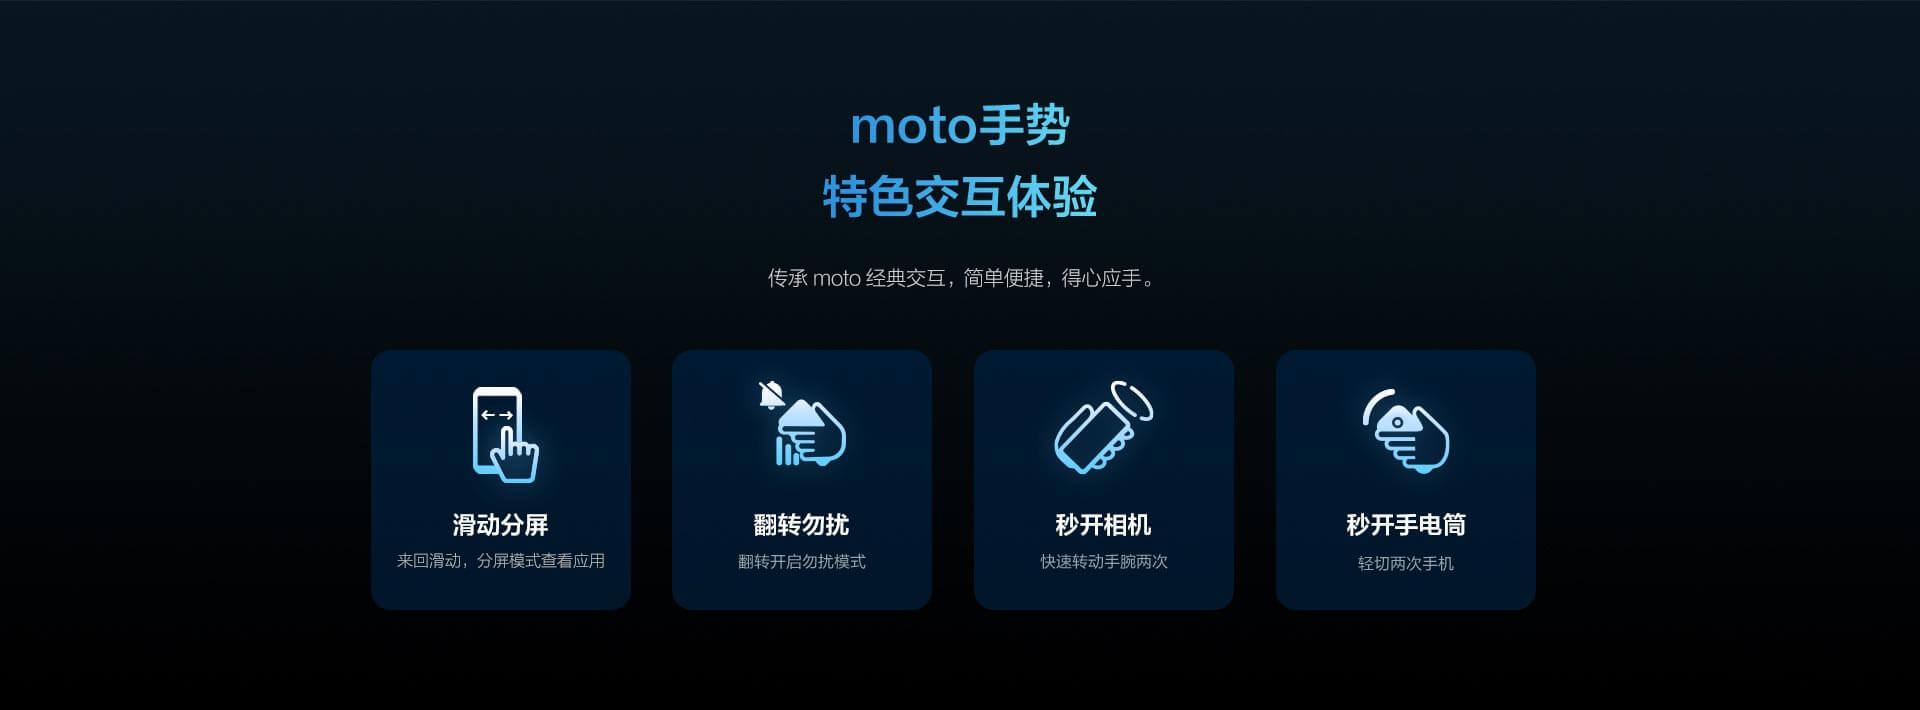 moto手势
特色交互体验
传承 moto 经典交互，简单便捷，得心应手。
滑动分屏
来回滑动，分屏模式查看应用
翻转勿扰
翻转开启勿扰模式
秒开相机
快速转动手腕两次
秒开手电筒
轻切两次手机